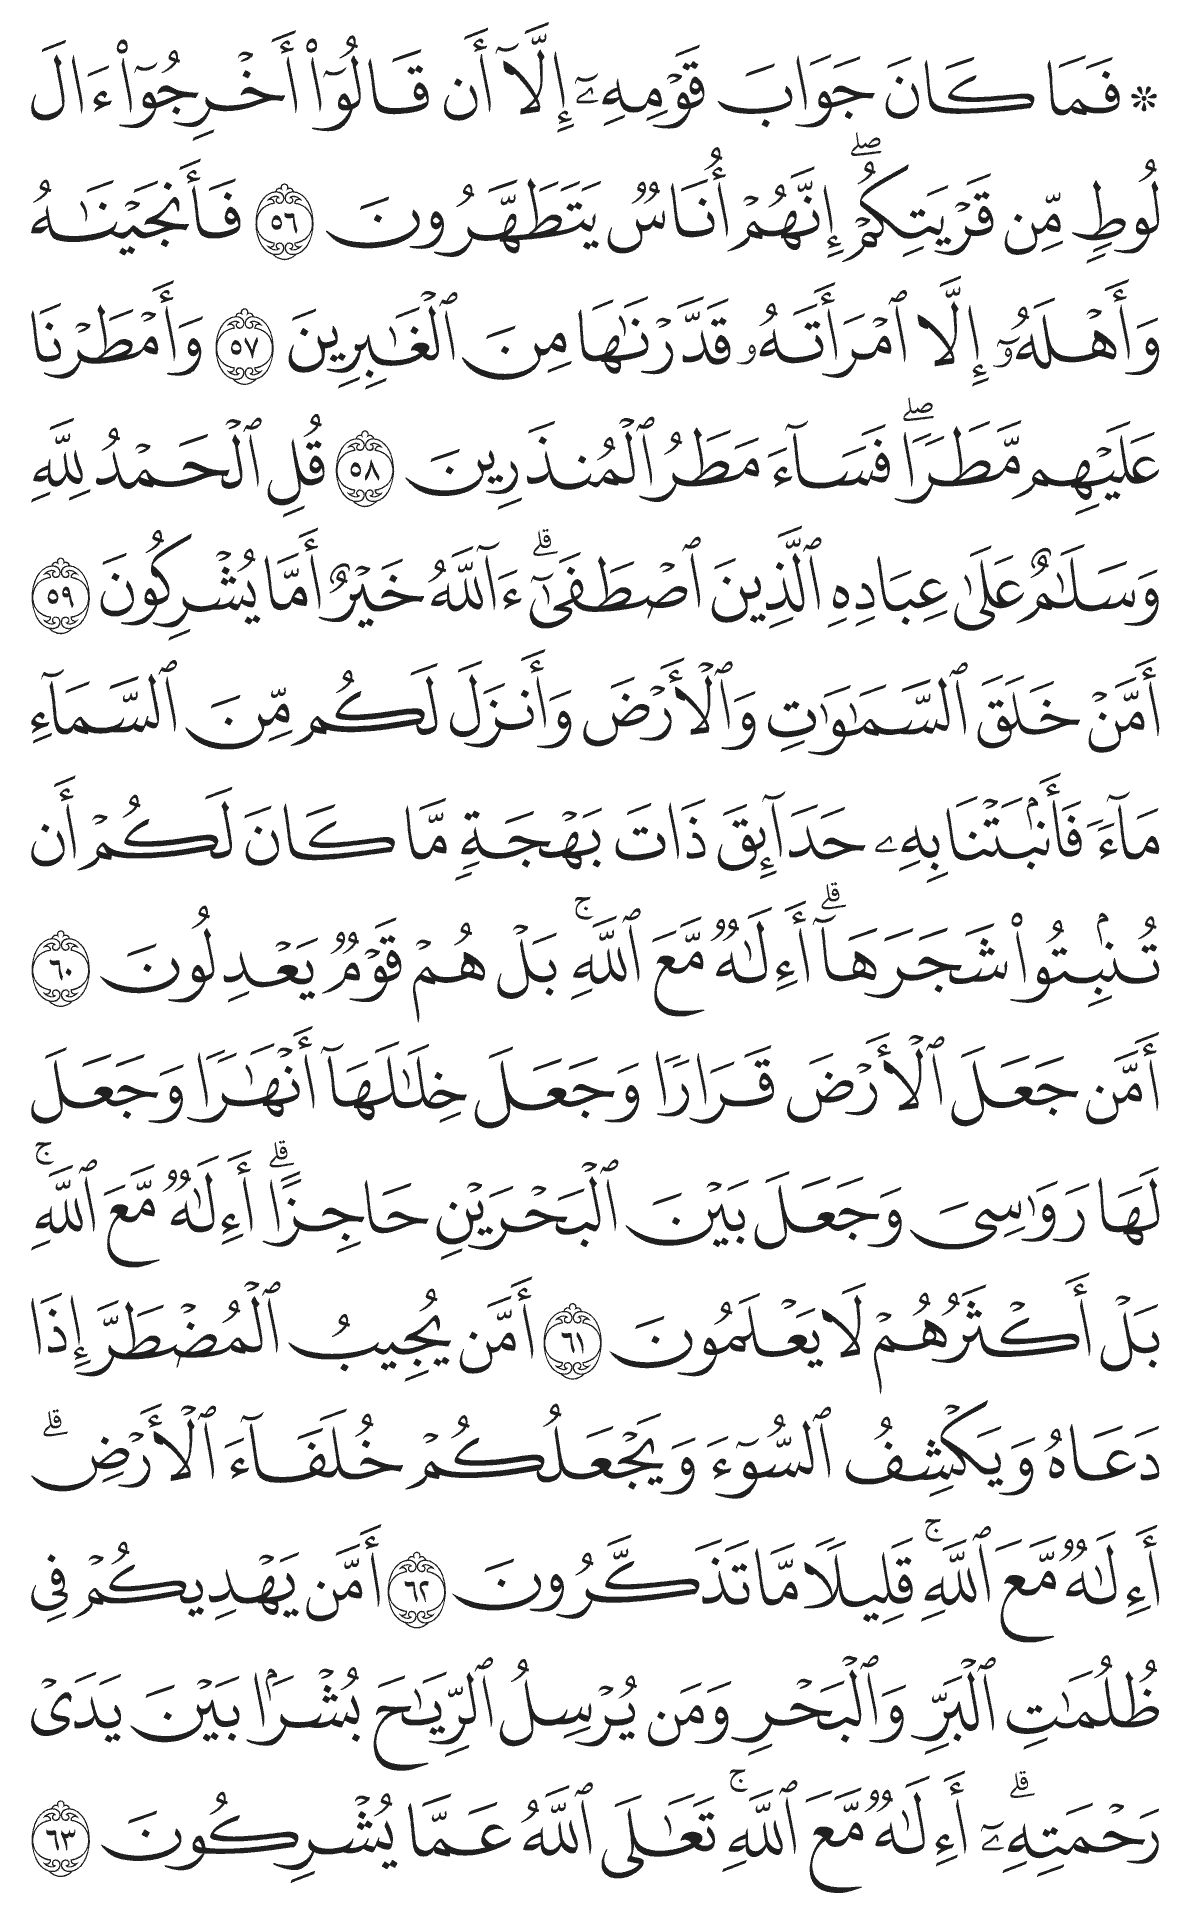 ۞ فَمَا كَانَ جَوَابَ قَوْمِهِۦٓ إِلَّآ أَن قَالُوٓا۟ أَخْرِجُوٓا۟ ءَالَ
لُوطٍ مِّن قَرْيَتِكُمْ ۖ إِنَّهُمْ أُنَاسٌ يَتَطَهَّرُونَ ٥٦ فَأَنجَيْنَـٰهُ
وَأَهْلَهُۥٓ إِلَّا ٱمْرَأَتَهُۥ قَدَّرْنَـٰهَا مِنَ ٱلْغَـٰبِرِينَ ٥٧ وَأَمْطَرْنَا
عَلَيْهِم مَّطَرًا ۖ فَسَآءَ مَطَرُ ٱلْمُنذَرِينَ ٥٨ قُلِ ٱلْحَمْدُ لِلَّهِ
وَسَلَـٰمٌ عَلَىٰ عِبَادِهِ ٱلَّذِينَ ٱصْطَفَىٰٓ ۗ ءَآللَّهُ خَيْرٌ أَمَّا يُشْرِكُونَ ٥٩
أَمَّنْ خَلَقَ ٱلسَّمَـٰوَٰتِ وَٱلْأَرْضَ وَأَنزَلَ لَكُم مِّنَ ٱلسَّمَآءِ
مَآءً فَأَنۢبَتْنَا بِهِۦ حَدَآئِقَ ذَاتَ بَهْجَةٍ مَّا كَانَ لَكُمْ أَن
تُنۢبِتُوا۟ شَجَرَهَآ ۗ أَءِلَـٰهٌ مَّعَ ٱللَّهِ ۚ بَلْ هُمْ قَوْمٌ يَعْدِلُونَ ٦٠
أَمَّن جَعَلَ ٱلْأَرْضَ قَرَارًا وَجَعَلَ خِلَـٰلَهَآ أَنْهَـٰرًا وَجَعَلَ
لَهَا رَوَٰسِىَ وَجَعَلَ بَيْنَ ٱلْبَحْرَيْنِ حَاجِزًا ۗ أَءِلَـٰهٌ مَّعَ ٱللَّهِ ۚ
بَلْ أَكْثَرُهُمْ لَا يَعْلَمُونَ ٦١ أَمَّن يُجِيبُ ٱلْمُضْطَرَّ إِذَا
دَعَاهُ وَيَكْشِفُ ٱلسُّوٓءَ وَيَجْعَلُكُمْ خُلَفَآءَ ٱلْأَرْضِ ۗ
أَءِلَـٰهٌ مَّعَ ٱللَّهِ ۚ قَلِيلًا مَّا تَذَكَّرُونَ ٦٢ أَمَّن يَهْدِيكُمْ فِى
ظُلُمَـٰتِ ٱلْبَرِّ وَٱلْبَحْرِ وَمَن يُرْسِلُ ٱلرِّيَـٰحَ بُشْرًۢا بَيْنَ يَدَىْ
رَحْمَتِهِۦٓ ۗ أَءِلَـٰهٌ مَّعَ ٱللَّهِ ۚ تَعَـٰلَى ٱللَّهُ عَمَّا يُشْرِكُونَ ٦٣